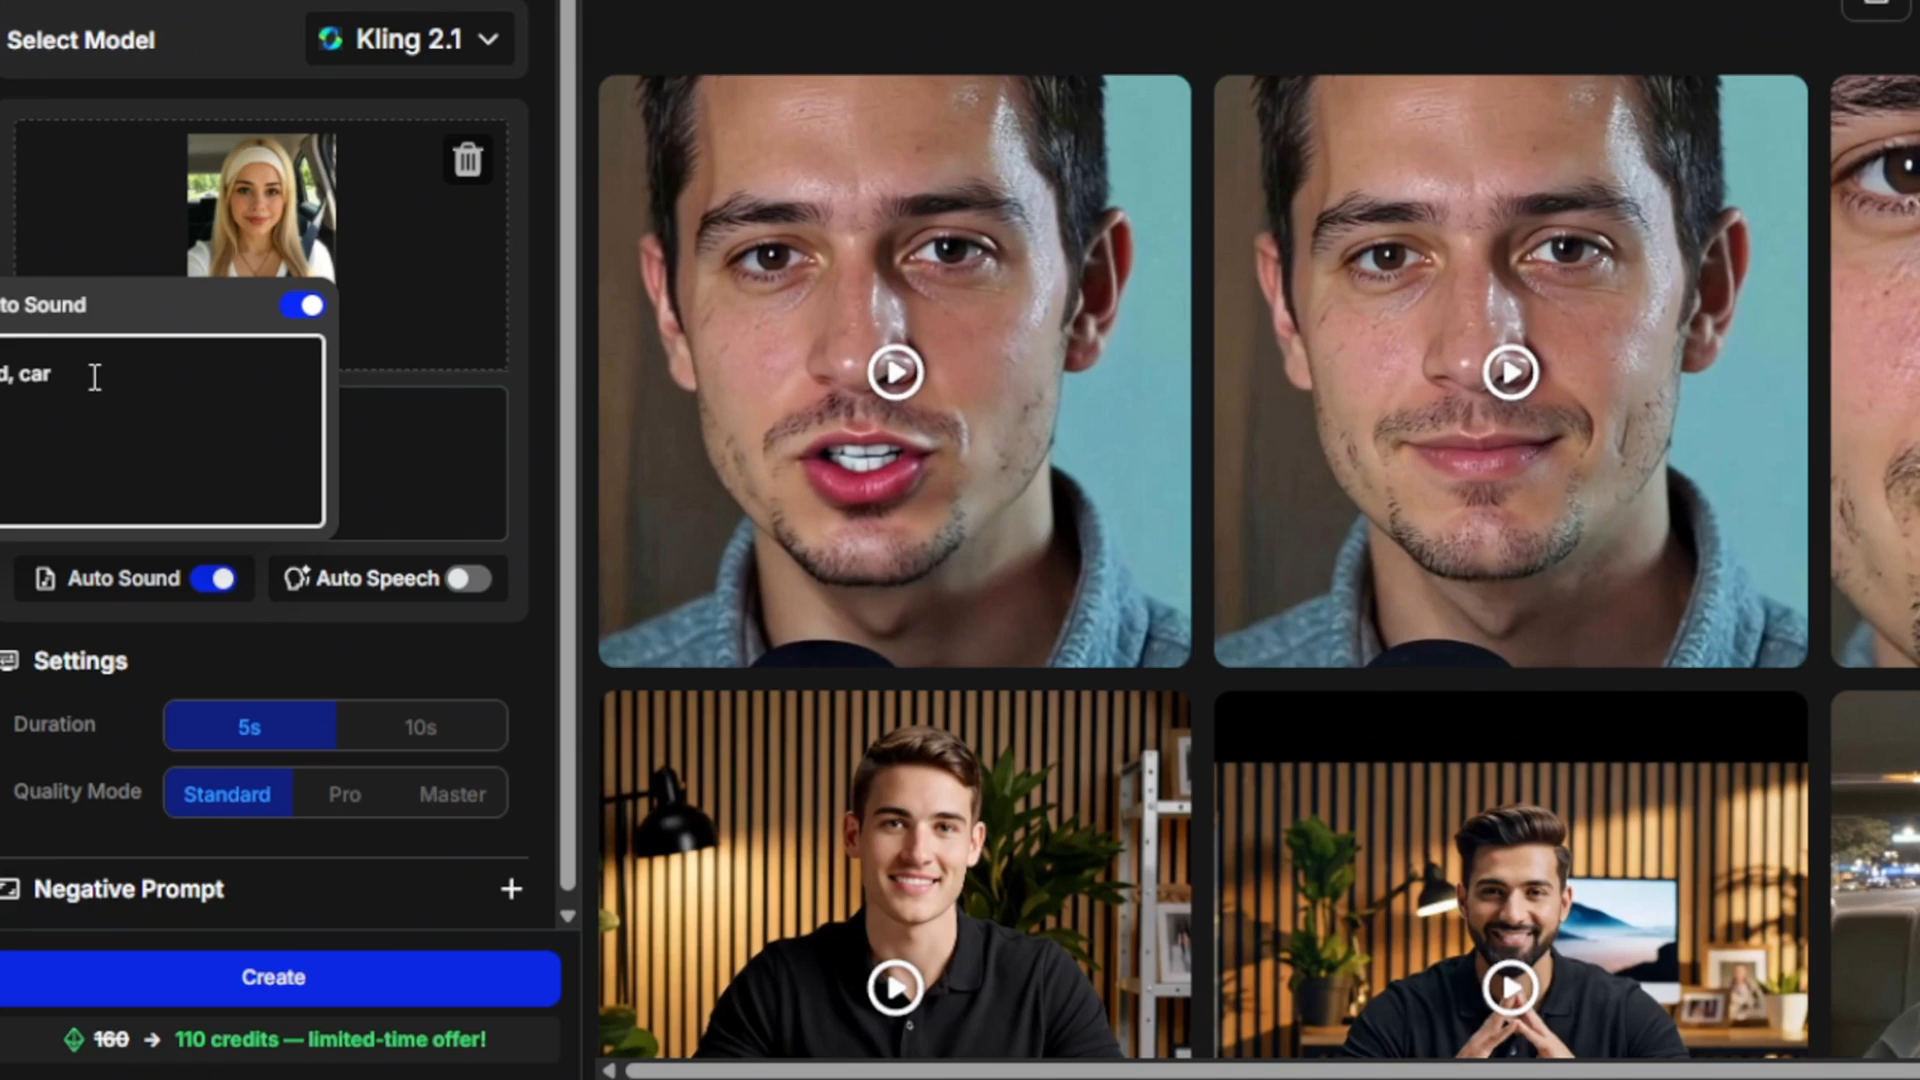 Select Model
Kling 2.1
to Sound
d, car
Auto Sound
Auto Speech
Settings
Duration
5s
10s
Quality Mode
Standard
Pro
Master
Negative Prompt
+
Create
160 → 110 credits — limited-time offer!